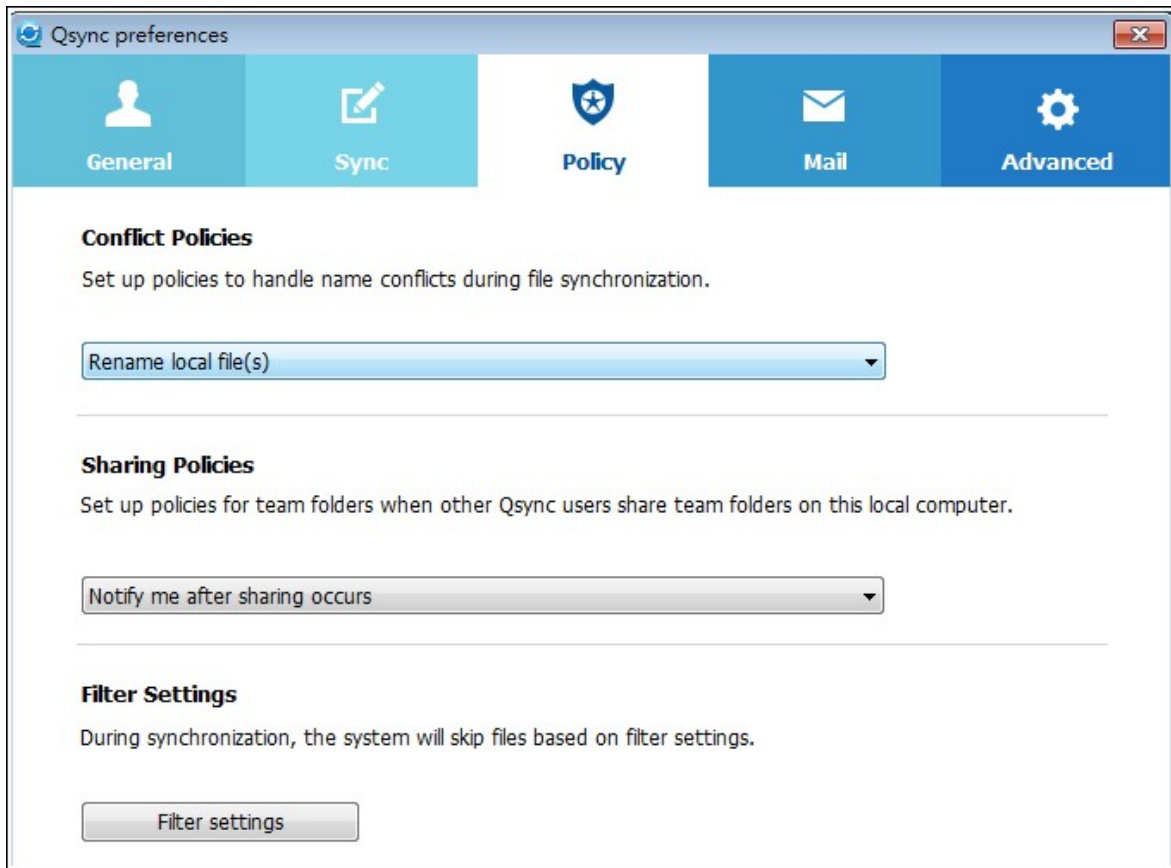 Qsync preferences
General
Sync
Policy
Mail
Advanced
Conflict Policies
Set up policies to handle name conflicts during file synchronization.
Rename local file(s)
Sharing Policies
Set up policies for team folders when other Qsync users share team folders on this local computer.
Notify me after sharing occurs
Filter Settings
During synchronization, the system will skip files based on filter settings.
Filter settings